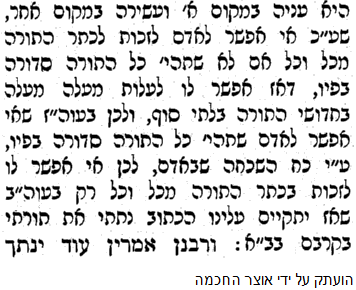 היא עניה במקום א' ועשירה במקום אחר,
שע"כ אי אפשר לאדם לזכות לכתר התורה
מכל וכל אם לא שתהי' כל התורה סדורה
בפיו, דאז אפשר לו לעלות מעלה מעלה
בחדושי התורה בלתי סוף, ולכן בעוה"ז שאי
אפשר לאדם שתהי' כל התורה סדורה בפיו,
ע"י כח השכחה שבאדם, לכן אי אפשר לו
לזכות בכתר התורה מכל וכל רק בעוה"ב
שאז יתקיים עלינו הכתוב נתתי את תורתי
בקרבם בב"א: ורבנן אמרין עוד ינתך
הועתק על ידי אוצר החכמה